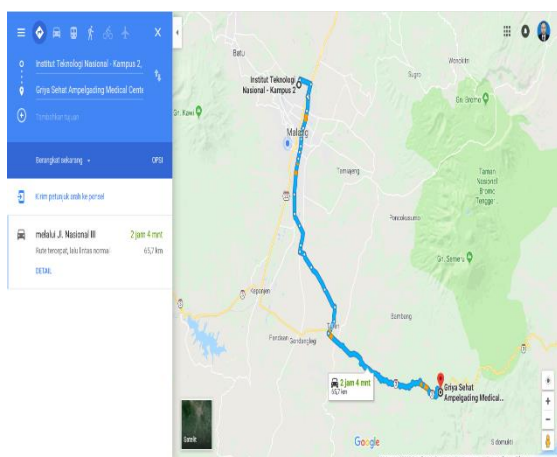 Institut Teknologi Nasional - Kampus 2,
Griya Sehat Ampelgading Medical Cente
Tambahkan tujuan
Berangkat sekarang
OPSI
Kirim petunjuk arah ke ponsel
melalui Jl. Nasional III
2 jam 4 mnt
Rute tercepat, lalu lintas normal
65,7 km
DETAIL
Batu
Wonokitri
Institut Teknologi
Nasional - Kampus 2
Gn. Kawi
Gn. Bromo
Malang
Taman
Nasional
Bromo
Tengger...
Poncokusumo
Gn. Semeru
Kepanjen
Bambang
Turen
Gondanglegi
2 jam 4 mnt
65,7 km
Griya Sehat
Ampelgading Medical...
Satelit
Google
Sidomukti